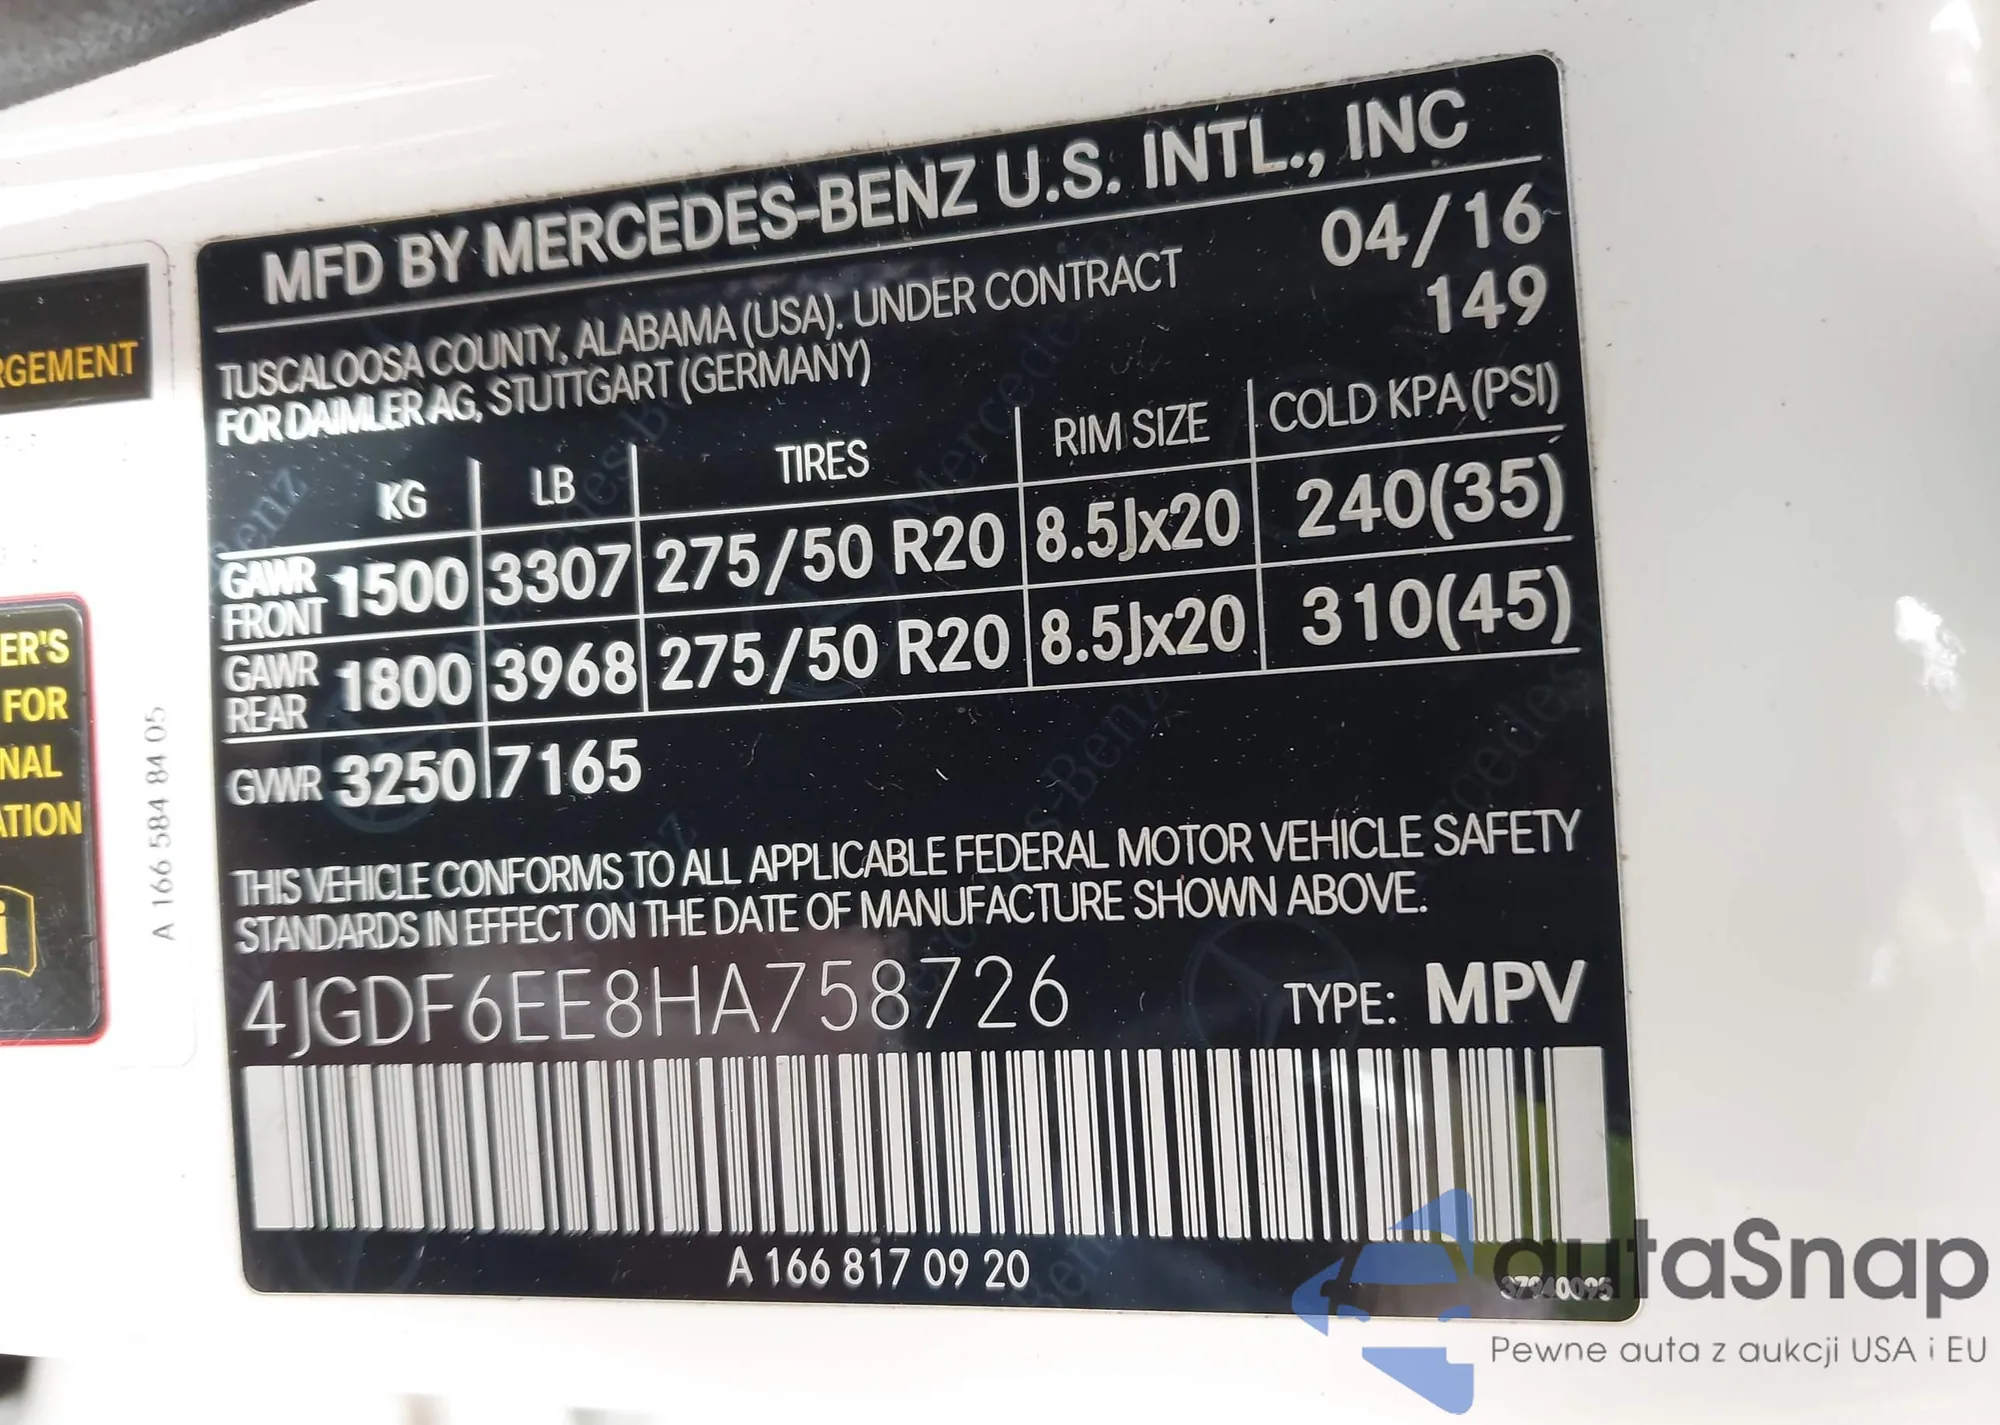 MFD BY MERCEDES-BENZ U.S. INTL., INC
TUSCALOOSA COUNTY, ALABAMA (USA). UNDER CONTRACT
FOR DAIMLER AG, STUTTGART (GERMANY)
04/16
149
KG LB TIRES RIM SIZE COLD KPA (PSI)
GAWR FRONT 1500 3307 275/50 R20 8.5Jx20 240(35)
GAWR REAR 1800 3968 275/50 R20 8.5Jx20 310(45)
GVWR 3250 7165
THIS VEHICLE CONFORMS TO ALL APPLICABLE FEDERAL MOTOR VEHICLE SAFETY
STANDARDS IN EFFECT ON THE DATE OF MANUFACTURE SHOWN ABOVE.
4JGDF6EE8HA758726 TYPE: MPV
A 166 817 09 20
RGEMENT
ER'S
FOR
NAL
ATION
i
A 166 584 84 05
autaSnap
Pewne auta z aukcji USA i EU